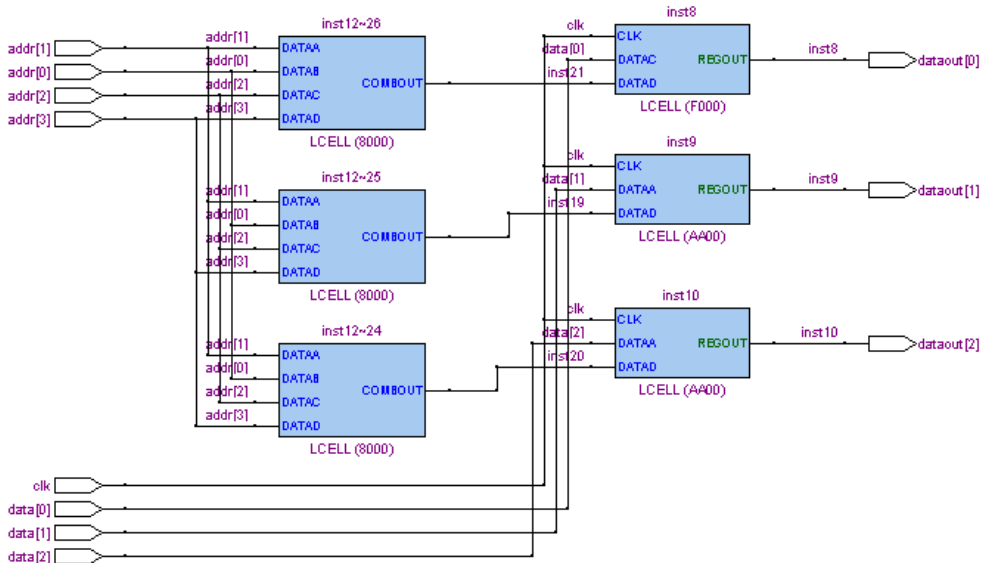 inst12~26
addr[1]
addr[1]
DATAA
addr[0]
addr[0]
DATAB
addr[2]
addr[2]
DATAC
COMBOUT
addr[3]
addr[3]
DATAD
LCELL (8000)
inst8
clk
CLK
data[0]
DATAC
REGOUT
inst8
dataout[0]
inst21
DATAD
LCELL (F000)
inst12~25
addr[1]
DATAA
addr[0]
DATAB
addr[2]
DATAC
COMBOUT
addr[3]
DATAD
LCELL (8000)
inst9
clk
CLK
data[1]
DATAA
REGOUT
inst9
dataout[1]
inst19
DATAD
LCELL (AA00)
inst12~24
addr[1]
DATAA
addr[0]
DATAB
addr[2]
DATAC
COMBOUT
addr[3]
DATAD
LCELL (8000)
inst10
clk
CLK
data[2]
DATAA
REGOUT
inst10
dataout[2]
inst20
DATAD
LCELL (AA00)
clk
data[0]
data[1]
data[2]